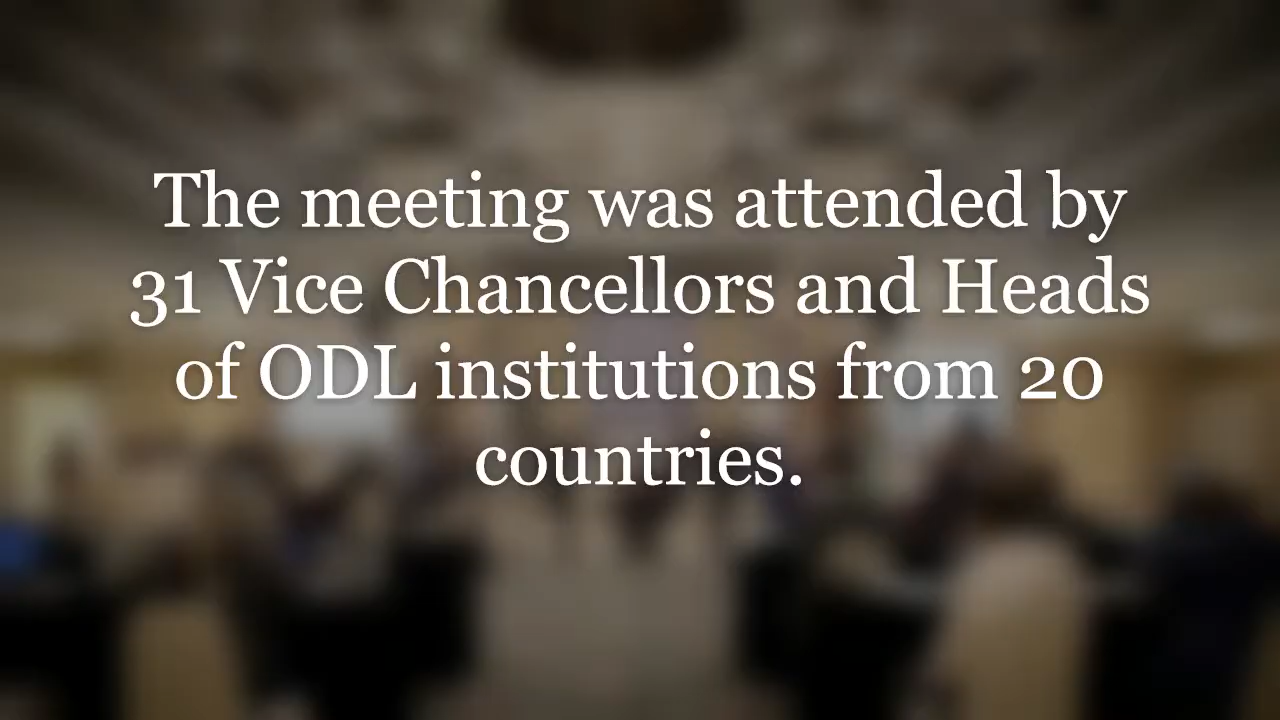 The meeting was attended by
31 Vice Chancellors and Heads
of ODL institutions from 20
countries.